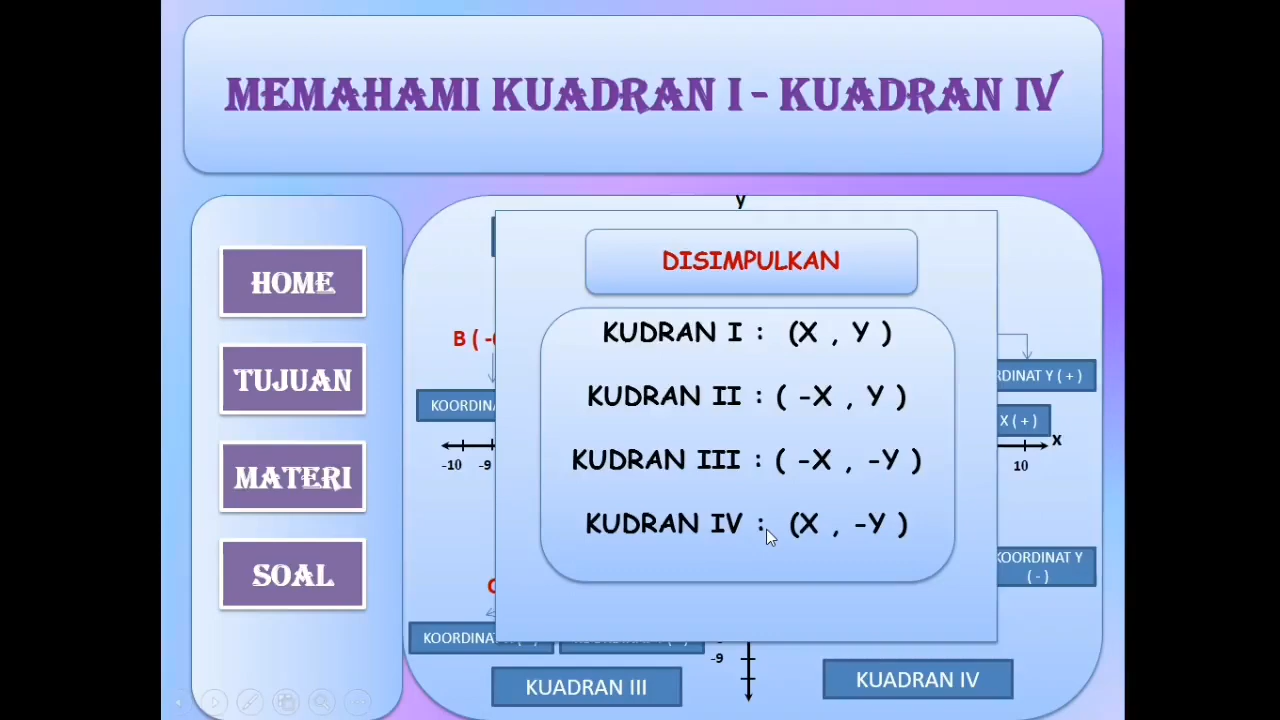 MEMAHAMI KUADRAN I - KUADRAN IV
HOME
TUJUAN
MATERI
SOAL
y
DISIMPULKAN
KUDRAN I : (X , Y )
KUDRAN II : ( -X , Y )
KUDRAN III : ( -X , -Y )
KUDRAN IV : (X , -Y )
B ( -
-10 -9
Y ( + )
X ( + )
x
10
KOORDINAT Y
( - )
-9
KUADRAN III
KUADRAN IV